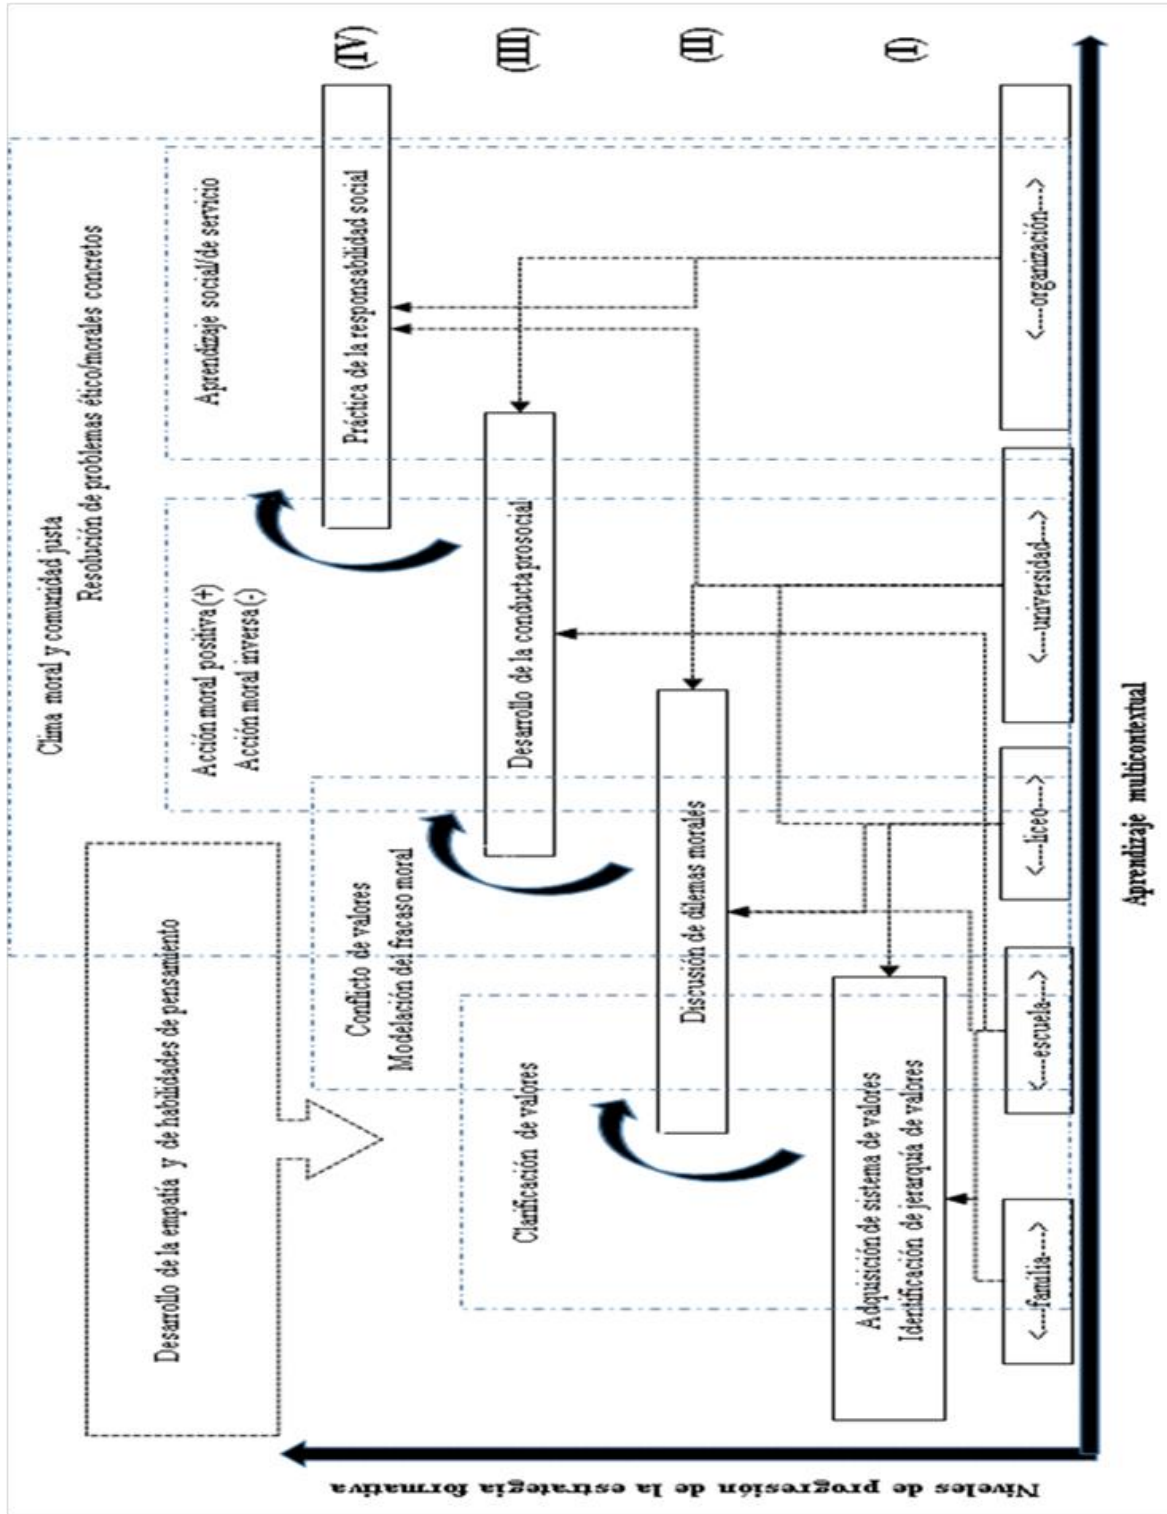 Clima moral y comunidad justa
Resolución de problemas ético/morales concretos
Desarrollo de la empatía y de habilidades de pensamiento
Acción moral positiva (+)
Acción moral inversa (-)
Aprendizaje social/de servicio
Conflicto de valores
Modelación del fracaso moral
Clarificación de valores
Práctica de la responsabilidad social
(IV)
Desarrollo de la conducta prosocial
(III)
Discusión de dilemas morales
(II)
Adquisición de sistema de valores
Identificación de jerarquía de valores
(I)
<---familia--->
<---escuela--->
<---liceo--->
<---universidad--->
<---organización--->
Aprendizaje multicontextual
Niveles de progresión de la estrategia formativa